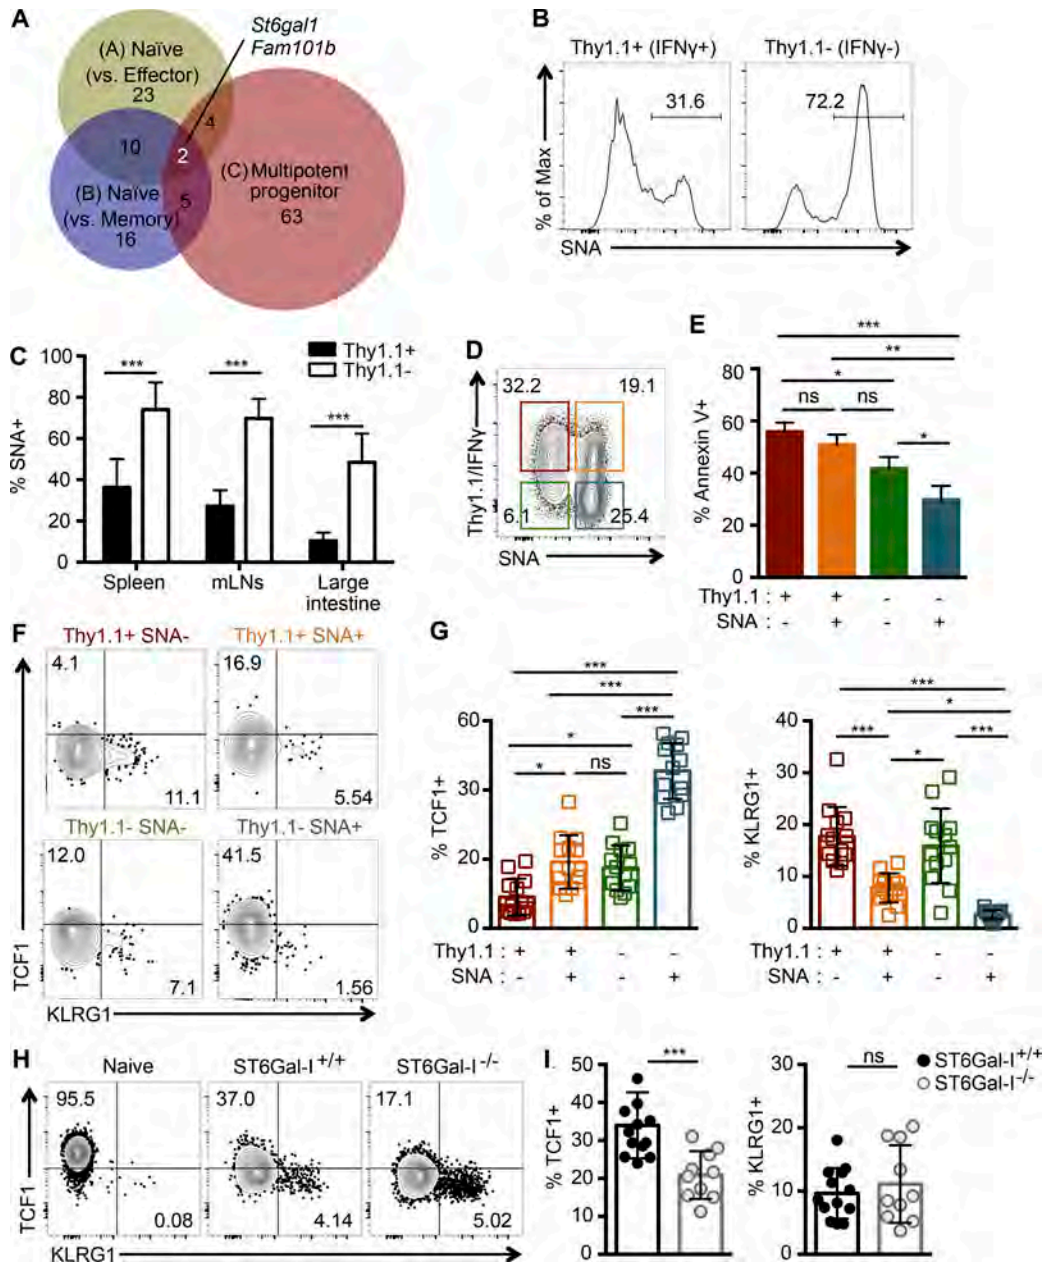 A
St6gal1
Fam101b
(A) Naïve
(vs. Effector)
23
4
10
2
(C) Multipotent
progenitor
63
5
(B) Naïve
(vs. Memory)
16
B
Thy1.1+ (IFNγ+)
Thy1.1- (IFNγ-)
31.6
72.2
% of Max
SNA
C
Thy1.1+
Thy1.1-
% SNA+
100
80
60
40
20
0
***
***
***
Spleen
mLNs
Large
intestine
D
32.2
19.1
6.1
25.4
Thy1.1/IFNγ
SNA
E
***
**
*
ns
ns
*
% Annexin V+
80
60
40
20
0
Thy1.1 : + + - -
SNA : - + - +
F
Thy1.1+ SNA-
Thy1.1+ SNA+
4.1
16.9
11.1
5.54
Thy1.1- SNA-
Thy1.1- SNA+
12.0
41.5
7.1
1.56
TCF1
KLRG1
G
***
***
***
*
*
ns
% TCF1+
60
30
20
0
Thy1.1 : + + - -
SNA : - + - +
***
*
***
***
*
% KLRG1+
40
30
20
10
0
Thy1.1 : + + - -
SNA : - + - +
H
Naive
ST6Gal-I+/+
ST6Gal-I-/-
95.5
37.0
17.1
0.08
4.14
5.02
TCF1
KLRG1
I
***
% TCF1+
50
40
30
20
10
0
ns
% KLRG1+
30
20
10
0
ST6Gal-I+/+
ST6Gal-I-/-